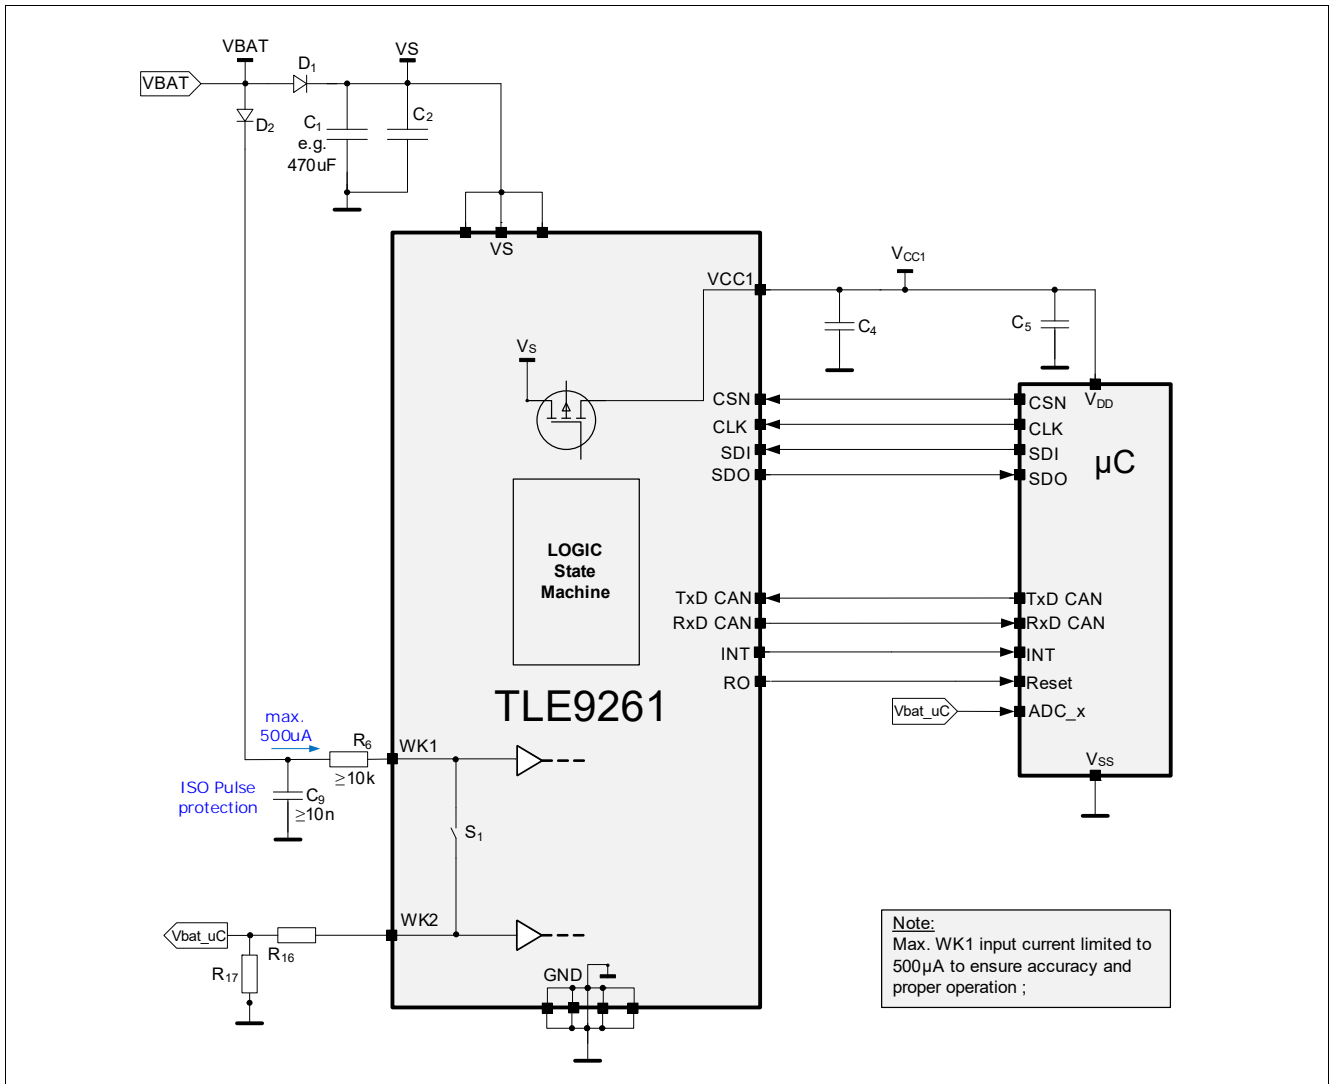 VBAT
VS
VBAT
D1
D2
C1
e.g.
470uF
C2
VS
VCC1
VCC1
C4
C5
VS
CSN
CLK
SDI
SDO
CSN
CLK
SDI
SDO
VDD
µC
LOGIC
State
Machine
TxD CAN
RxD CAN
INT
RO
TxD CAN
RxD CAN
INT
Reset
ADC_x
Vbat_uC
TLE9261
max.
500uA
R6
≥10k
WK1
ISO Pulse
protection
C9
≥10n
S1
VSS
WK2
Vbat_uC
R16
R17
GND
Note:
Max. WK1 input current limited to
500µA to ensure accuracy and
proper operation ;